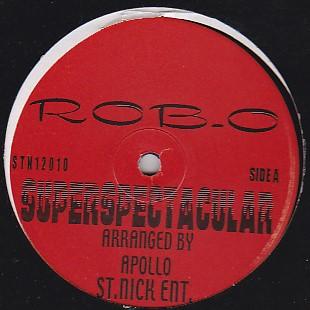 ROB-O
STN12010
SIDE A
SUPERSPECTACULAR
ARRANGED BY
APOLLO
ST.NICK ENT.